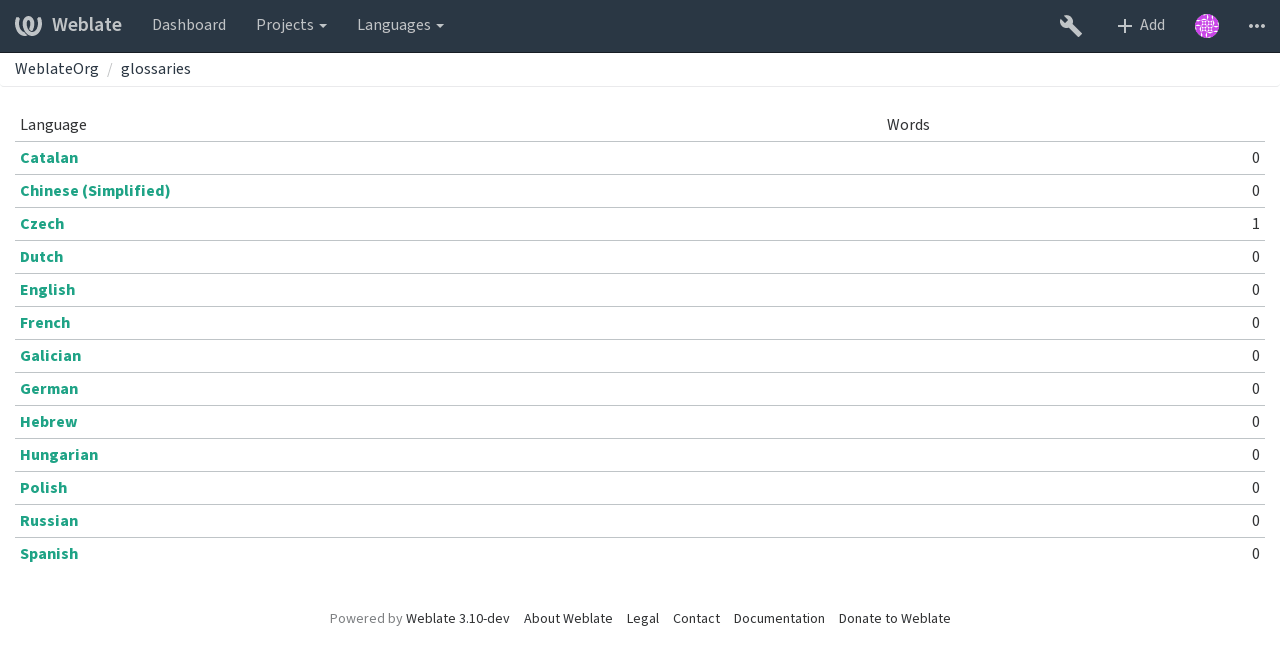 Weblate Dashboard Projects Languages Add
WeblateOrg / glossaries
Language Words
Catalan 0
Chinese (Simplified) 0
Czech 1
Dutch 0
English 0
French 0
Galician 0
German 0
Hebrew 0
Hungarian 0
Polish 0
Russian 0
Spanish 0
Powered by Weblate 3.10-dev About Weblate Legal Contact Documentation Donate to Weblate